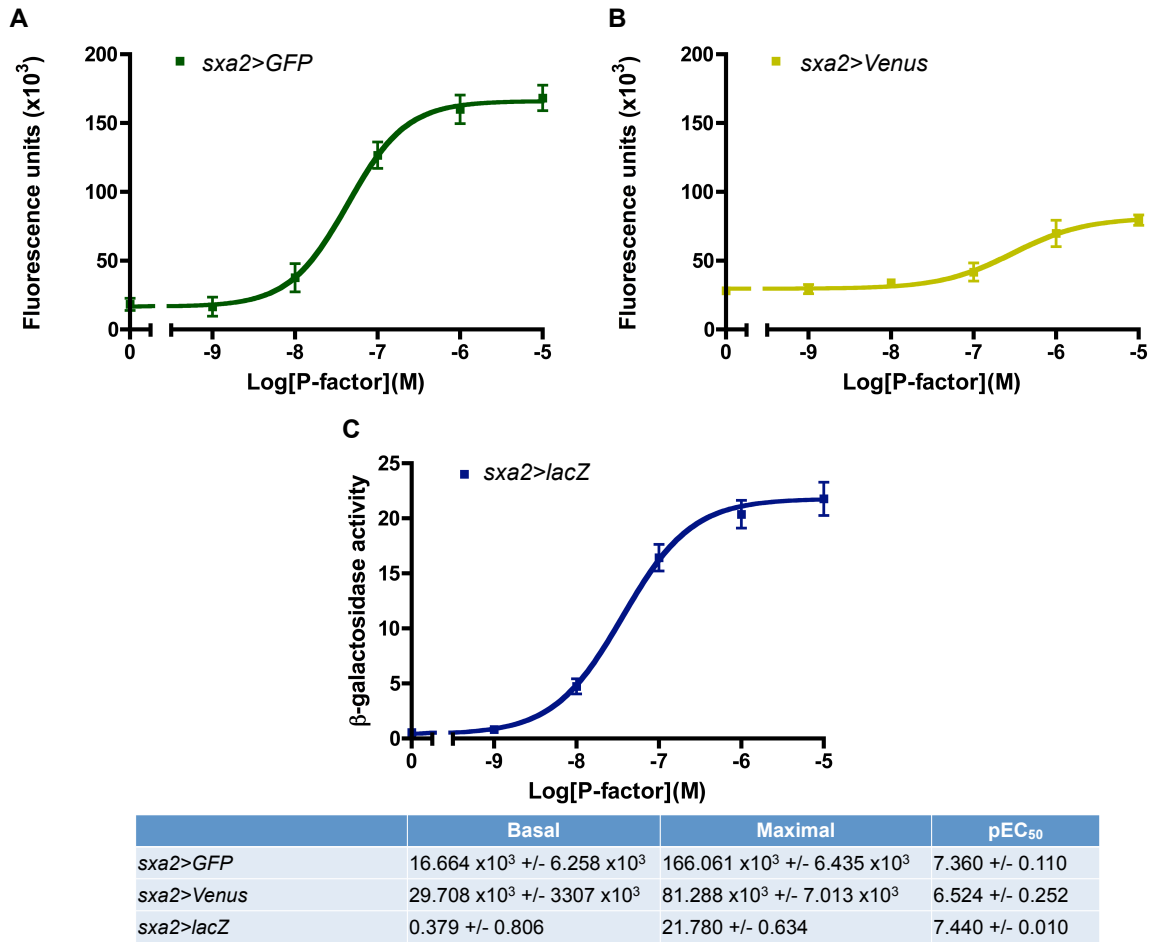 A
B
200
150
100
50
0
sxa2>GFP
Fluorescence units (x10³)
0 -9 -8 -7 -6 -5
Log[P-factor](M)
200
150
100
50
0
sxa2>Venus
Fluorescence units (x10³)
0 -9 -8 -7 -6 -5
Log[P-factor](M)
C
25
20
15
10
5
0
sxa2>lacZ
β-galactosidase activity
0 -9 -8 -7 -6 -5
Log[P-factor](M)
Basal Maximal pEC₅₀
sxa2>GFP 16.664 x10³ +/- 6.258 x10³ 166.061 x10³ +/- 6.435 x10³ 7.360 +/- 0.110
sxa2>Venus 29.708 x10³ +/- 3307 x10³ 81.288 x10³ +/- 7.013 x10³ 6.524 +/- 0.252
sxa2>lacZ 0.379 +/- 0.806 21.780 +/- 0.634 7.440 +/- 0.010